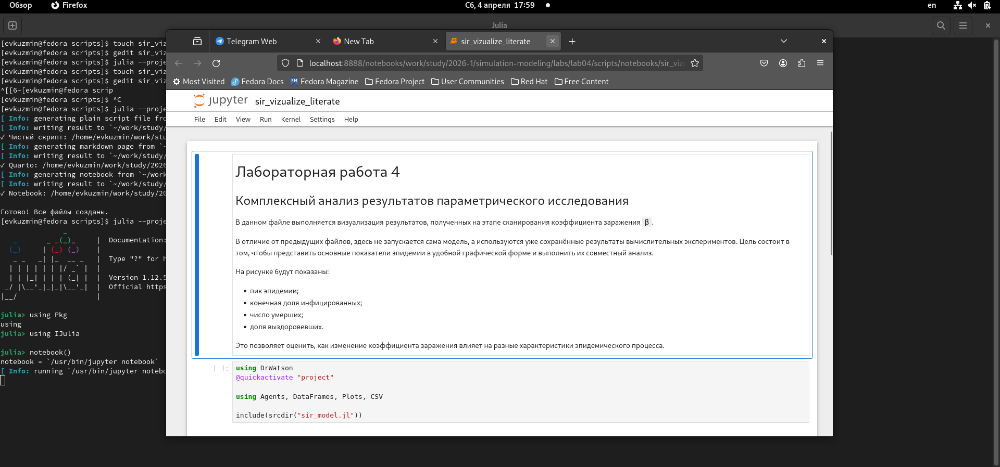 Обзор Firefox Сб, 4 апреля 17:59 en
Julia
[evkuzmin@fedora scripts]$ touch sir_viz
[evkuzmin@fedora scripts]$ gedit sir_viz
[evkuzmin@fedora scripts]$ julia --proje
[evkuzmin@fedora scripts]$ touch sir_viz
[evkuzmin@fedora scripts]$ gedit sir_viz
^[[6~[evkuzmin@fedora scrip
[evkuzmin@fedora scripts]$ ^C
[evkuzmin@fedora scripts]$ julia --proje
[ Info: generating plain script file fro
[ Info: writing result to `~/work/study/
✓ Чистый скрипт: /home/evkuzmin/work/stu
[ Info: generating markdown page from `~
[ Info: writing result to `~/work/study/
✓ Quarto: /home/evkuzmin/work/study/2026
[ Info: generating notebook from `~/work
[ Info: writing result to `~/work/study/
✓ Notebook: /home/evkuzmin/work/study/20
Готово! Все файлы созданы.
[evkuzmin@fedora scripts]$ julia --proje
Documentation:
Type "?" for h
Version 1.12.5
Official https
julia> using Pkg
using
julia> using IJulia
julia> notebook()
notebook = `/usr/bin/jupyter notebook`
[ Info: running `/usr/bin/jupyter notebo
Telegram Web New Tab sir_vizualize_literate
localhost:8888/notebooks/work/study/2026-1/simulation-modeling/labs/lab04/scripts/notebooks/sir_vizu
Most Visited Fedora Docs Fedora Magazine Fedora Project User Communities Red Hat Free Content
jupyter sir_vizualize_literate
File Edit View Run Kernel Settings Help
Лабораторная работа 4
Комплексный анализ результатов параметрического исследования
В данном файле выполняется визуализация результатов, полученных на этапе сканирования коэффициента заражения β.
В отличие от предыдущих файлов, здесь не запускается сама модель, а используются уже сохранённые результаты вычислительных экспериментов. Цель состоит в
том, чтобы представить основные показатели эпидемии в удобной графической форме и выполнить их совместный анализ.
На рисунке будут показаны:
• пик эпидемии;
• конечная доля инфицированных;
• число умерших;
• доля выздоровевших.
Это позволяет оценить, как изменение коэффициента заражения влияет на разные характеристики эпидемического процесса.
[ ]: using DrWatson
@quickactivate "project"
using Agents, DataFrames, Plots, CSV
include(srcdir("sir_model.jl"))